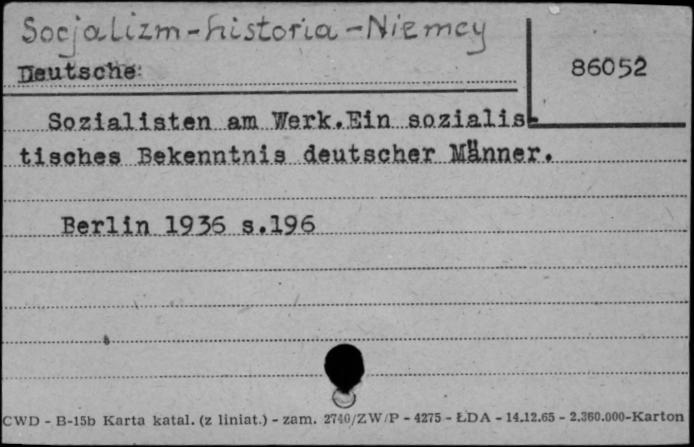 Socjalizm-historia-Niemcy
Deutsche
86052
Sozialisten am Werk.Ein sozialis-
tisches Bekenntnis deutscher Männer.
Berlin 1936 s.196
CWD - B-15b Karta katal. (z liniat.) - zam. 2740/ZW/P - 4275 - ŁDA - 14.12.65 - 2.360.000-Karton